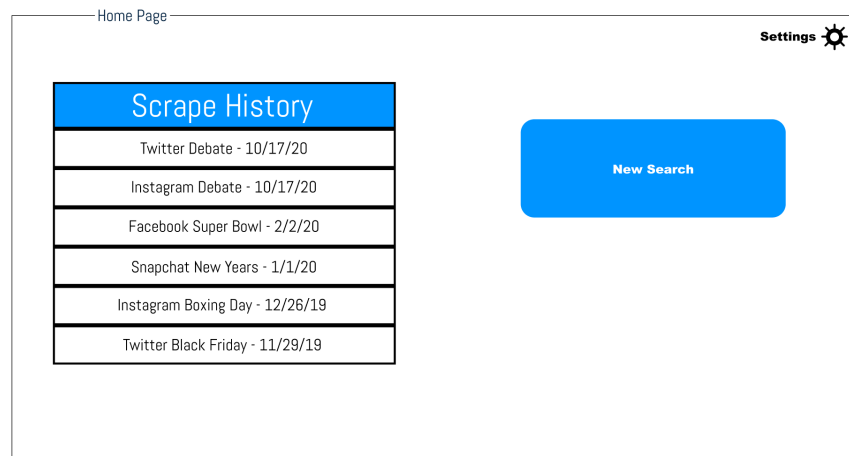 Home Page
Settings
Scrape History
Twitter Debate - 10/17/20
Instagram Debate - 10/17/20
Facebook Super Bowl - 2/2/20
Snapchat New Years - 1/1/20
Instagram Boxing Day - 12/26/19
Twitter Black Friday - 11/29/19
New Search